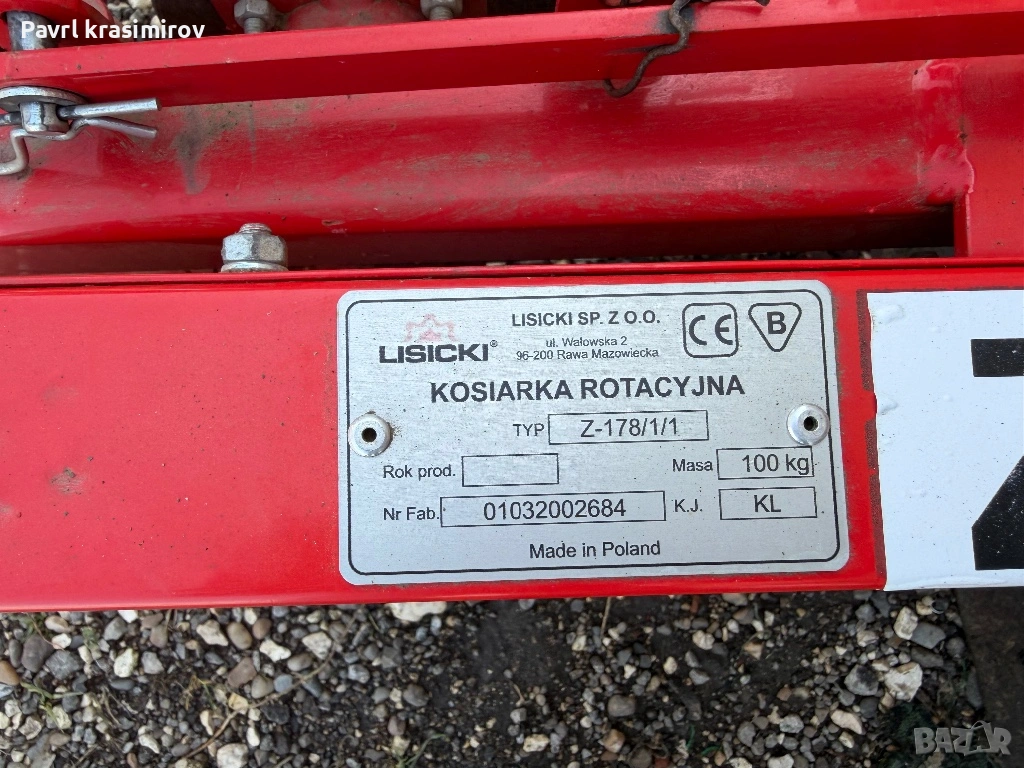 Pavrl krasimirov
LISICKI®
LISICKI SP. Z O.O.
ul. Wałowska 2
96-200 Rawa Mazowiecka
CE
B
KOSIARKA ROTACYJNA
TYP Z-178/1/1
Rok prod.
Masa 100 kg
Nr Fab. 01032002684
K.J. KL
Made in Poland
BAZAR